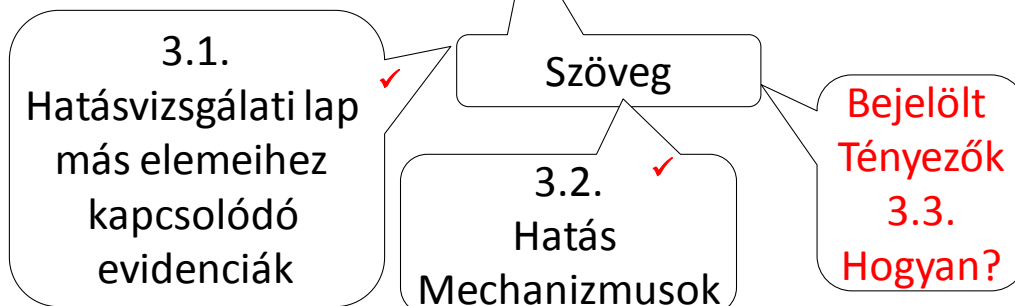 3.1.
Hatásvizsgálati lap
más elemeihez
kapcsolódó
evidenciák
Szöveg
3.2.
Hatás
Mechanizmusok
Bejelölt
Tényezők
3.3.
Hogyan?